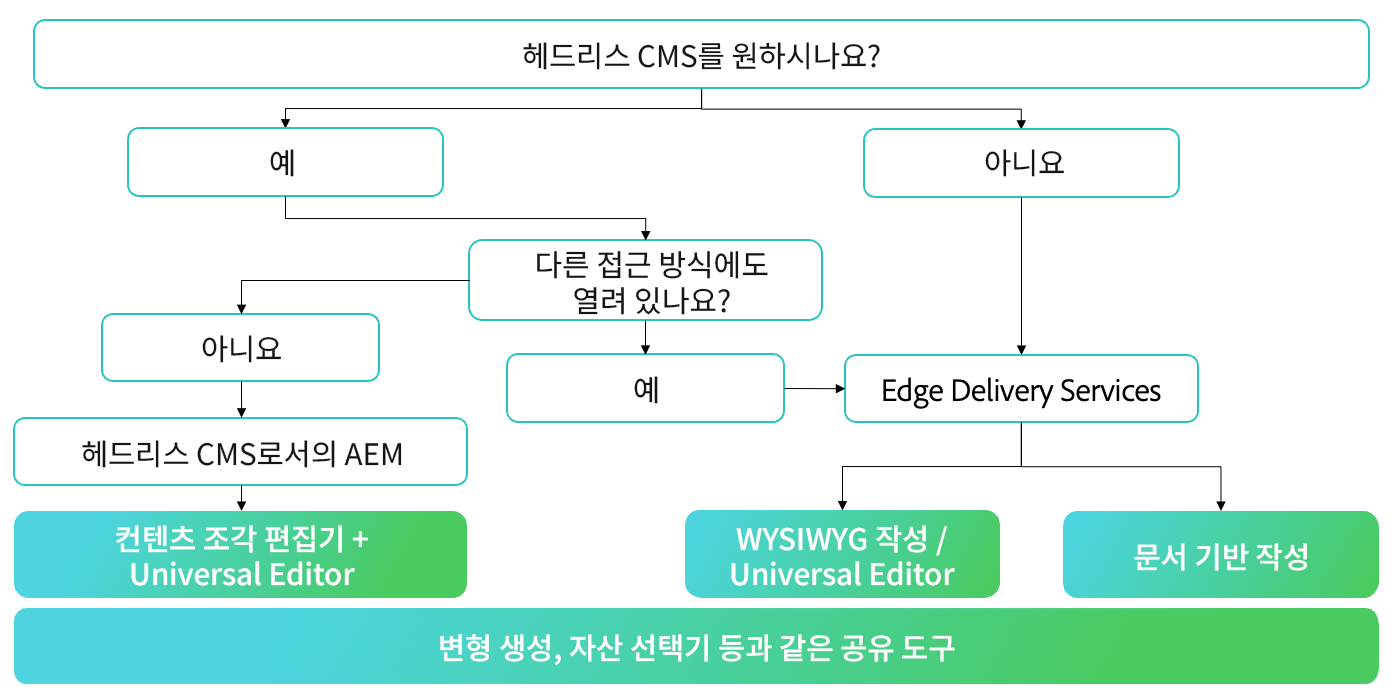 헤드리스 CMS를 원하시나요?
예
아니요
다른 접근 방식에도
열려 있나요?
아니요
예
Edge Delivery Services
헤드리스 CMS로서의 AEM
컨텐츠 조각 편집기 +
Universal Editor
WYSIWYG 작성 /
Universal Editor
문서 기반 작성
변형 생성, 자산 선택기 등과 같은 공유 도구